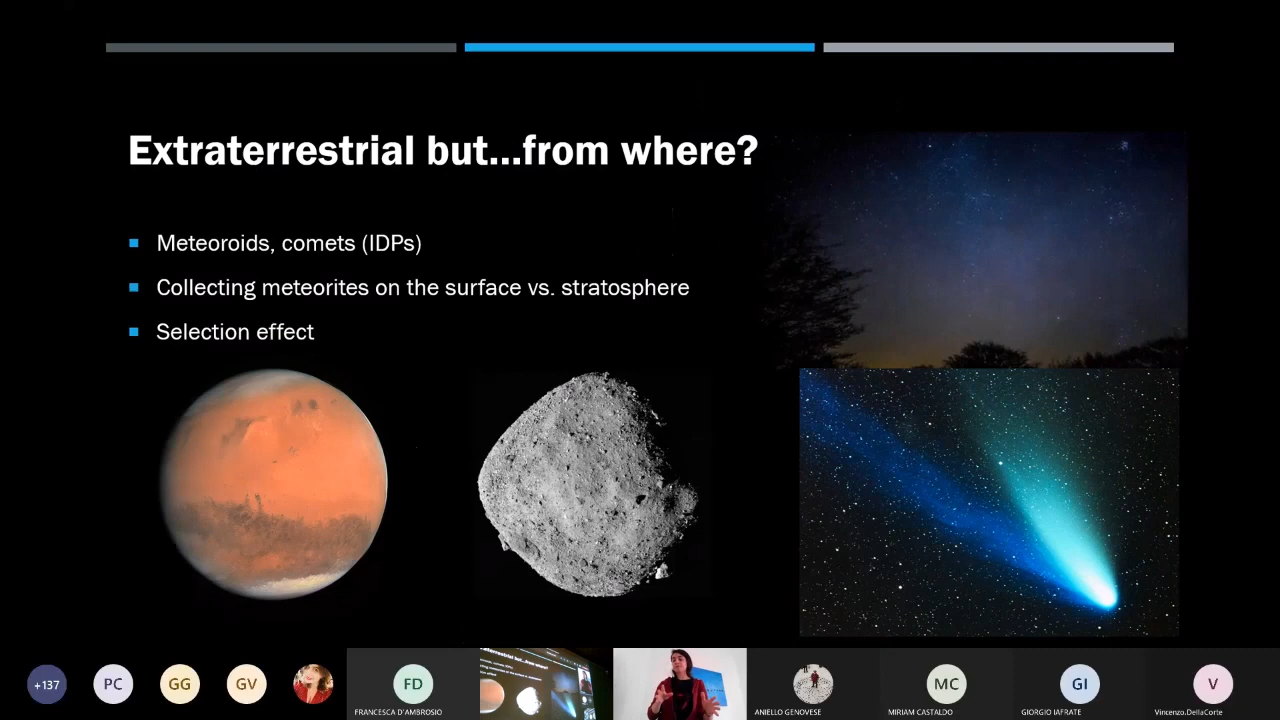 Extraterrestrial but...from where?
Meteoroids, comets (IDPs)
Collecting meteorites on the surface vs. stratosphere
Selection effect
+137
PC
GG
GV
FD
FRANCESCA D'AMBROSIO
ANIELLO GENOVESE
MC
MIRIAM CASTALDO
GI
GIORGIO IAFRATE
V
Vincenzo.DellaCorte